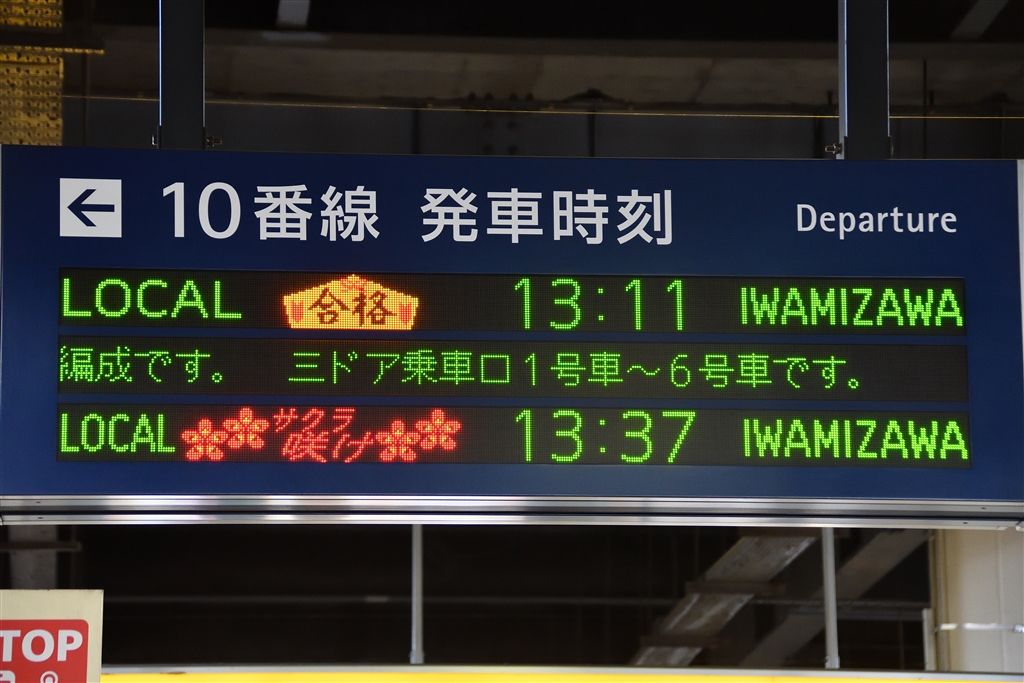 10番線 発車時刻 Departure
LOCAL 合格 13:11 IWAMIZAWA
編成です。 三ドア乗車口1号車～6号車です。
LOCAL サクラ咲け 13:37 IWAMIZAWA
TOP